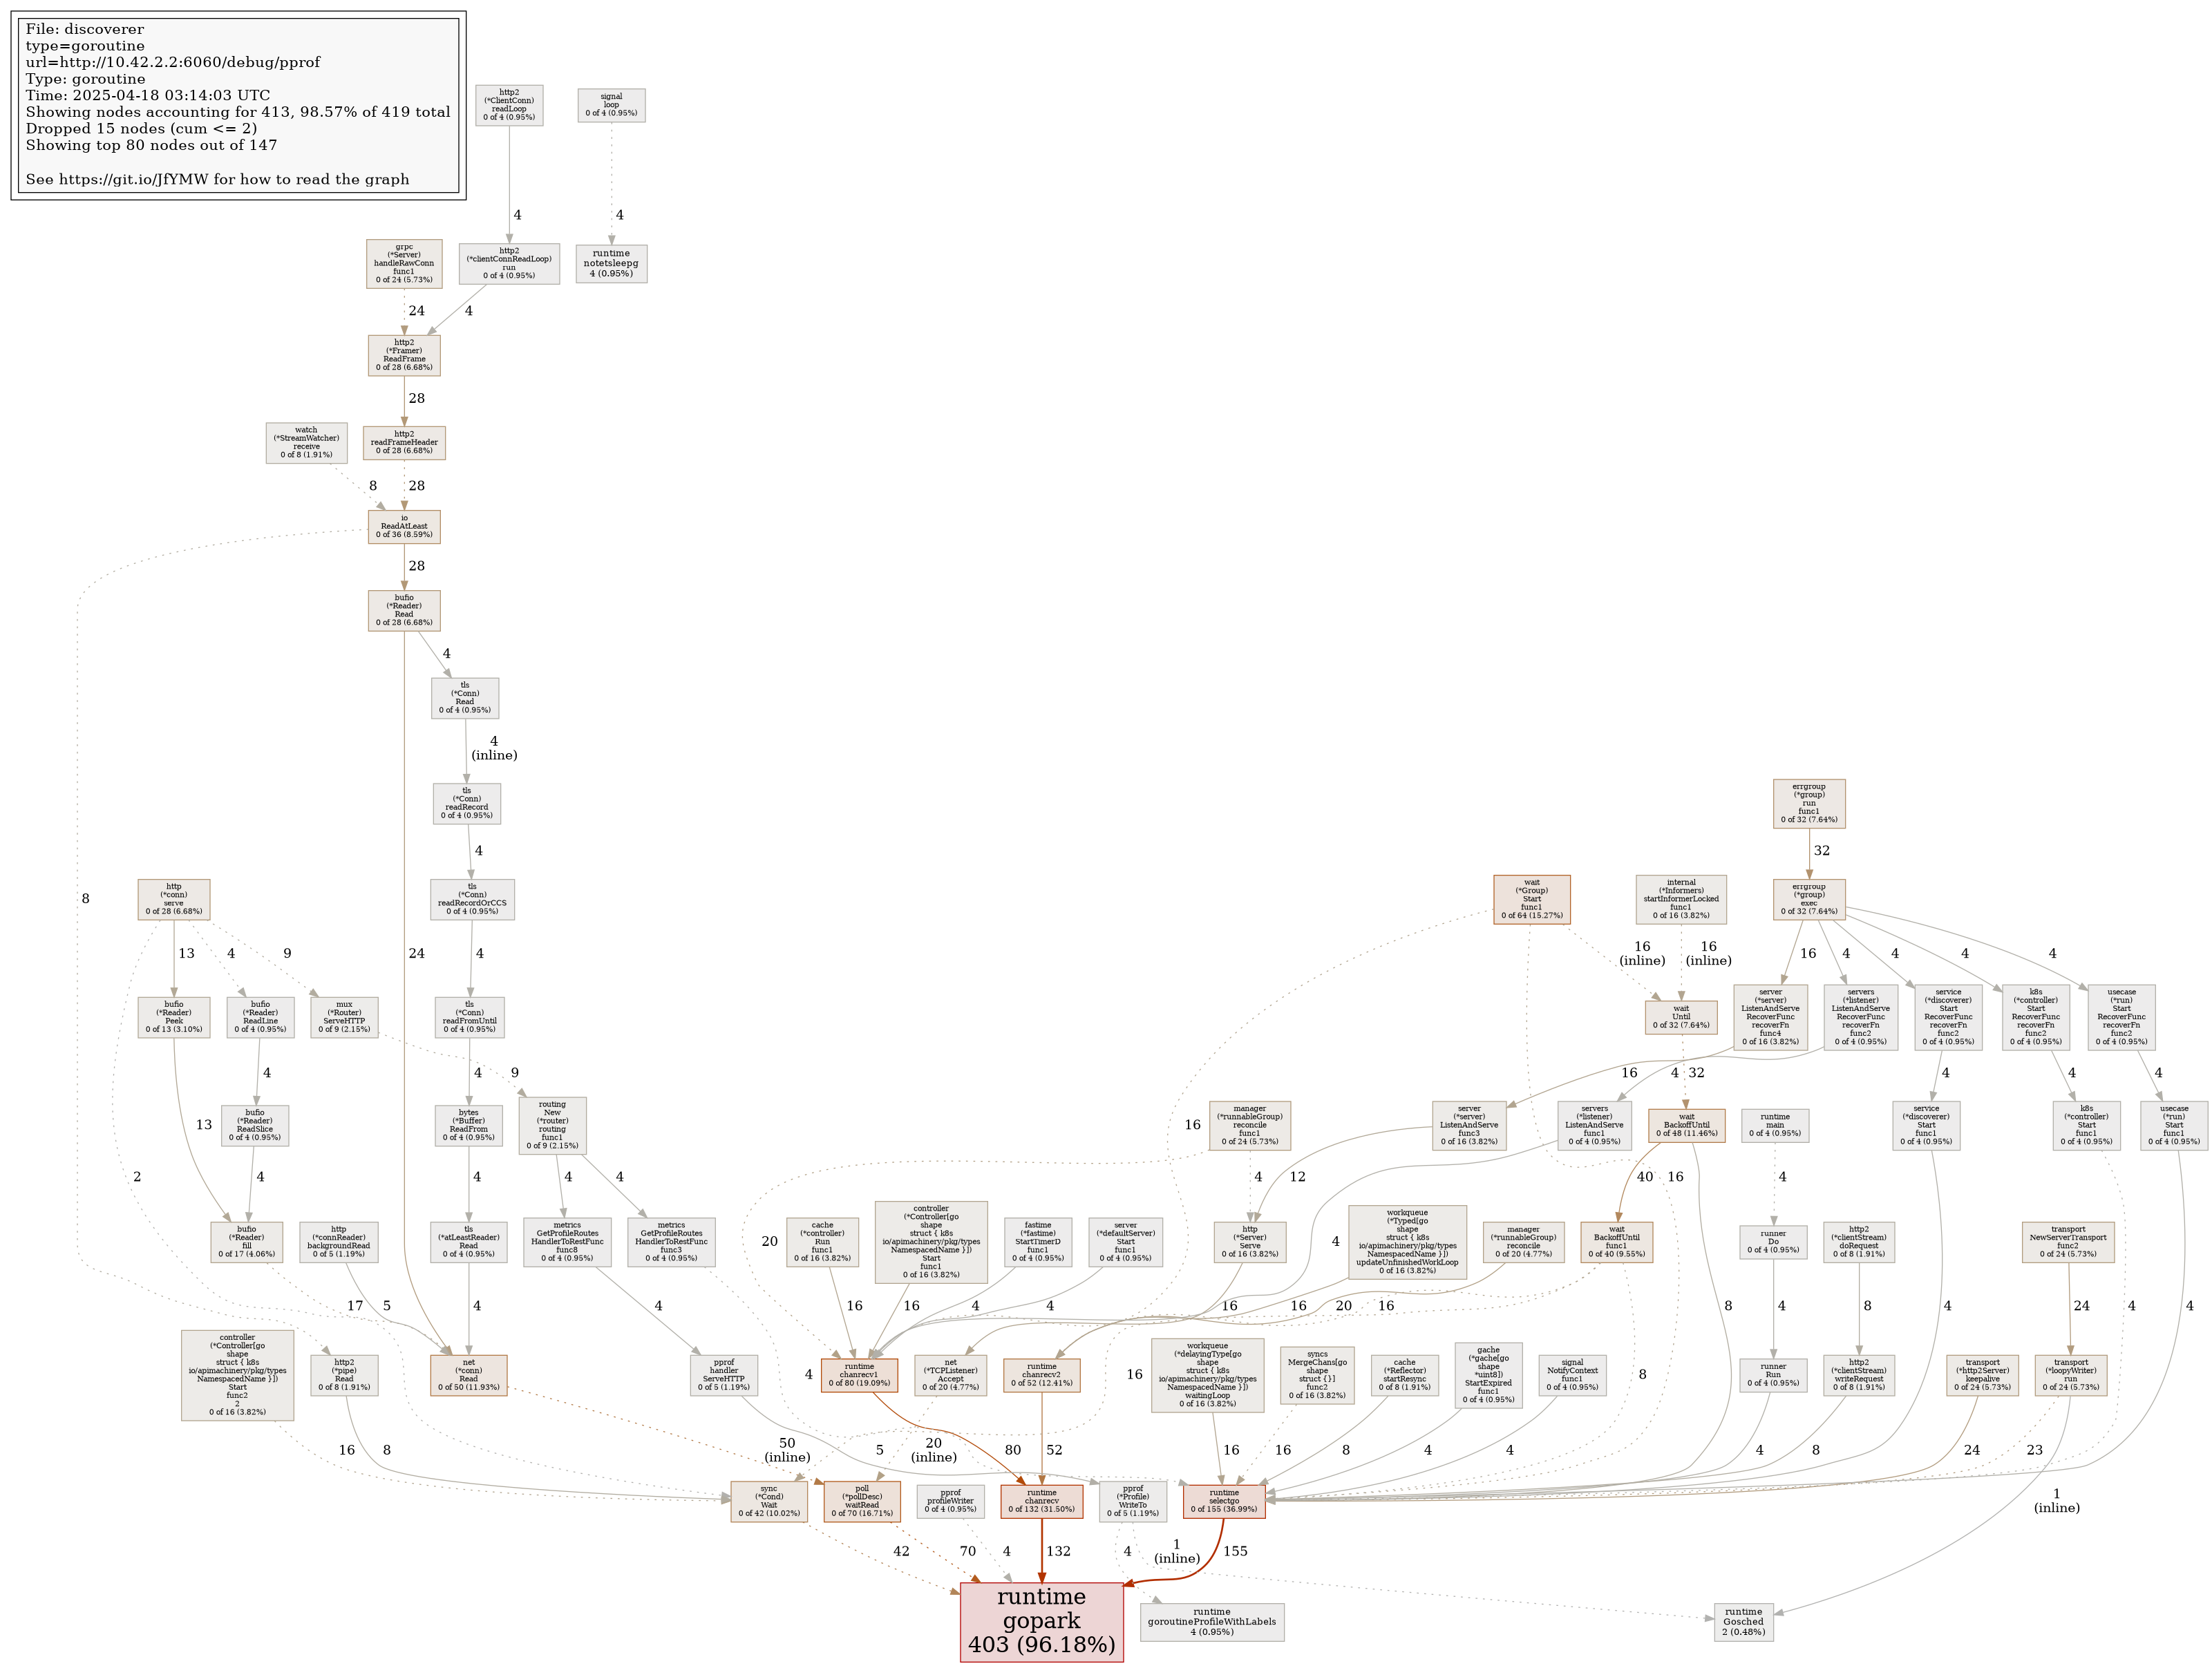 File: discoverer
type=goroutine
url=http://10.42.2.2:6060/debug/pprof
Type: goroutine
Time: 2025-04-18 03:14:03 UTC
Showing nodes accounting for 413, 98.57% of 419 total
Dropped 15 nodes (cum <= 2)
Showing top 80 nodes out of 147
See https://git.io/JfYMW for how to read the graph
http2
(*ClientConn)
readLoop
0 of 4 (0.95%)
signal
loop
0 of 4 (0.95%)
4
4
grpc
(*Server)
handleRawConn
func1
0 of 24 (5.73%)
http2
(*clientConnReadLoop)
run
0 of 4 (0.95%)
runtime
notetsleepg
4 (0.95%)
24
4
http2
(*Framer)
ReadFrame
0 of 28 (6.68%)
28
watch
(*StreamWatcher)
receive
0 of 8 (1.91%)
http2
readFrameHeader
0 of 28 (6.68%)
8
28
io
ReadAtLeast
0 of 36 (8.59%)
28
bufio
(*Reader)
Read
0 of 28 (6.68%)
4
tls
(*Conn)
Read
0 of 4 (0.95%)
4
(inline)
tls
(*Conn)
readRecord
0 of 4 (0.95%)
errgroup
(*group)
run
func1
0 of 32 (7.64%)
4
32
8
http
(*conn)
serve
0 of 28 (6.68%)
tls
(*Conn)
readRecordOrCCS
0 of 4 (0.95%)
wait
(*Group)
Start
func1
0 of 64 (15.27%)
internal
(*Informers)
startInformerLocked
func1
0 of 16 (3.82%)
errgroup
(*group)
exec
0 of 32 (7.64%)
13
4
9
24
4
16
(inline)
16
(inline)
16
4
4
4
4
bufio
(*Reader)
Peek
0 of 13 (3.10%)
bufio
(*Reader)
ReadLine
0 of 4 (0.95%)
mux
(*Router)
ServeHTTP
0 of 9 (2.15%)
tls
(*Conn)
readFromUntil
0 of 4 (0.95%)
wait
Until
0 of 32 (7.64%)
server
(*server)
ListenAndServe
RecoverFunc
recoverFn
func4
0 of 16 (3.82%)
servers
(*listener)
ListenAndServe
RecoverFunc
recoverFn
func2
0 of 4 (0.95%)
service
(*discoverer)
Start
RecoverFunc
recoverFn
func2
0 of 4 (0.95%)
k8s
(*controller)
Start
RecoverFunc
recoverFn
func2
0 of 4 (0.95%)
usecase
(*run)
Start
RecoverFunc
recoverFn
func2
0 of 4 (0.95%)
4
9
4
16
4
32
4
4
4
13
bufio
(*Reader)
ReadSlice
0 of 4 (0.95%)
bytes
(*Buffer)
ReadFrom
0 of 4 (0.95%)
routing
New
(*router)
routing
func1
0 of 9 (2.15%)
16
manager
(*runnableGroup)
reconcile
func1
0 of 24 (5.73%)
server
(*server)
ListenAndServe
func3
0 of 16 (3.82%)
servers
(*listener)
ListenAndServe
func1
0 of 4 (0.95%)
wait
BackoffUntil
0 of 48 (11.46%)
runtime
main
0 of 4 (0.95%)
service
(*discoverer)
Start
0 of 4 (0.95%)
k8s
(*controller)
Start
func1
0 of 4 (0.95%)
usecase
(*run)
Start
func1
0 of 4 (0.95%)
2
4
4
4
4
4
12
40
16
4
bufio
(*Reader)
fill
0 of 17 (4.06%)
http
(*connReader)
backgroundRead
0 of 5 (1.19%)
tls
(*atLeastReader)
Read
0 of 4 (0.95%)
metrics
GetProfileRoutes
HandlerToRestFunc
func8
0 of 4 (0.95%)
metrics
GetProfileRoutes
HandlerToRestFunc
func3
0 of 4 (0.95%)
20
cache
(*controller)
Run
func1
0 of 16 (3.82%)
controller
(*Controller[go
shape
struct { k8s
io/apimachinery/pkg/types
NamespacedName }])
Start
func1
0 of 16 (3.82%)
fastime
(*fastime)
StartTimerD
func1
0 of 4 (0.95%)
server
(*defaultServer)
Start
func1
0 of 4 (0.95%)
http
(*Server)
Serve
0 of 16 (3.82%)
4
workqueue
(*Typed[go
shape
struct { k8s
io/apimachinery/pkg/types
NamespacedName }])
updateUnfinishedWorkLoop
0 of 16 (3.82%)
manager
(*runnableGroup)
reconcile
0 of 20 (4.77%)
wait
BackoffUntil
func1
0 of 40 (9.55%)
runner
Do
0 of 4 (0.95%)
http2
(*clientStream)
doRequest
0 of 8 (1.91%)
transport
NewServerTransport
func2
0 of 24 (5.73%)
17
5
4
4
16
16
4
4
16
16
20
16
8
4
8
4
24
4
4
controller
(*Controller[go
shape
struct { k8s
io/apimachinery/pkg/types
NamespacedName }])
Start
func2
2
0 of 16 (3.82%)
http2
(*pipe)
Read
0 of 8 (1.91%)
net
(*conn)
Read
0 of 50 (11.93%)
pprof
handler
ServeHTTP
0 of 5 (1.19%)
4
runtime
chanrecv1
0 of 80 (19.09%)
net
(*TCPListener)
Accept
0 of 20 (4.77%)
runtime
chanrecv2
0 of 52 (12.41%)
16
workqueue
(*delayingType[go
shape
struct { k8s
io/apimachinery/pkg/types
NamespacedName }])
waitingLoop
0 of 16 (3.82%)
syncs
MergeChans[go
shape
struct {}]
func2
0 of 16 (3.82%)
cache
(*Reflector)
startResync
0 of 8 (1.91%)
gache
(*gache[go
shape
*uint8])
StartExpired
func1
0 of 4 (0.95%)
signal
NotifyContext
func1
0 of 4 (0.95%)
8
runner
Run
0 of 4 (0.95%)
http2
(*clientStream)
writeRequest
0 of 8 (1.91%)
transport
(*http2Server)
keepalive
0 of 24 (5.73%)
transport
(*loopyWriter)
run
0 of 24 (5.73%)
16
8
50
(inline)
5
80
20
(inline)
52
16
16
8
4
4
4
8
24
23
sync
(*Cond)
Wait
0 of 42 (10.02%)
poll
(*pollDesc)
waitRead
0 of 70 (16.71%)
pprof
profileWriter
0 of 4 (0.95%)
runtime
chanrecv
0 of 132 (31.50%)
pprof
(*Profile)
WriteTo
0 of 5 (1.19%)
runtime
selectgo
0 of 155 (36.99%)
1
(inline)
42
70
4
132
4
1
(inline)
155
runtime
gopark
403 (96.18%)
runtime
goroutineProfileWithLabels
4 (0.95%)
runtime
Gosched
2 (0.48%)